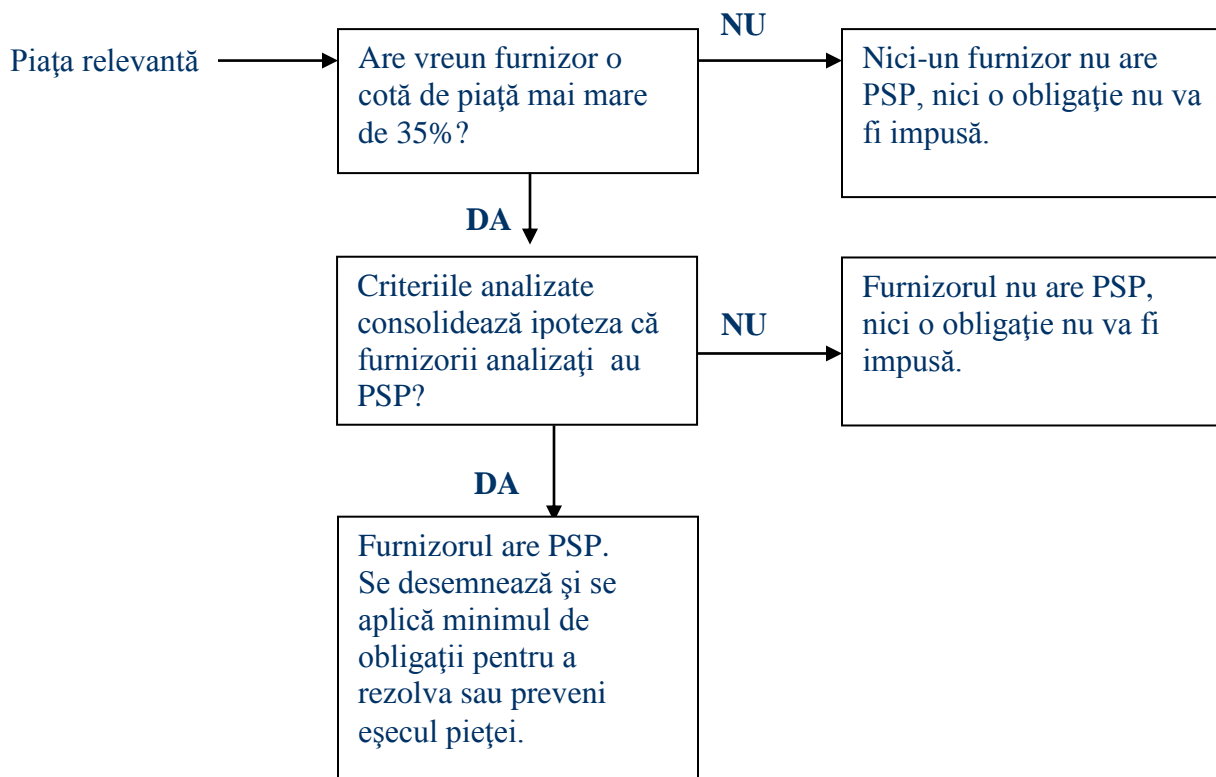 Piaţa relevantă
Are vreun furnizor o
cotă de piaţă mai mare
de 35%?
NU
Nici-un furnizor nu are
PSP, nici o obligaţie nu va
fi impusă.
DA
Criteriile analizate
consolidează ipoteza că
furnizorii analizaţi au
PSP?
NU
Furnizorul nu are PSP,
nici o obligaţie nu va fi
impusă.
DA
Furnizorul are PSP.
Se desemnează şi se
aplică minimul de
obligaţii pentru a
rezolva sau preveni
eşecul pieţei.